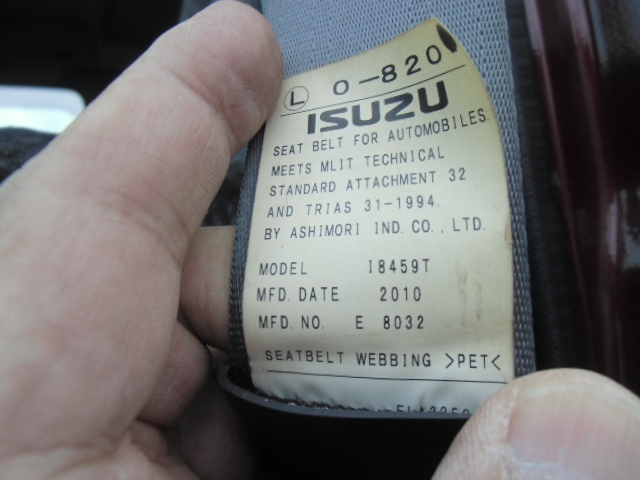 Ⓛ O-820
ISUZU
SEAT BELT FOR AUTOMOBILES
MEETS MLIT TECHNICAL
STANDARD ATTACHMENT 32
AND TRIAS 31-1994.
BY ASHIMORI IND. CO., LTD.
MODEL I8459T
MFD. DATE 2010
MFD. NO. E 8032
SEATBELT WEBBING >PET<